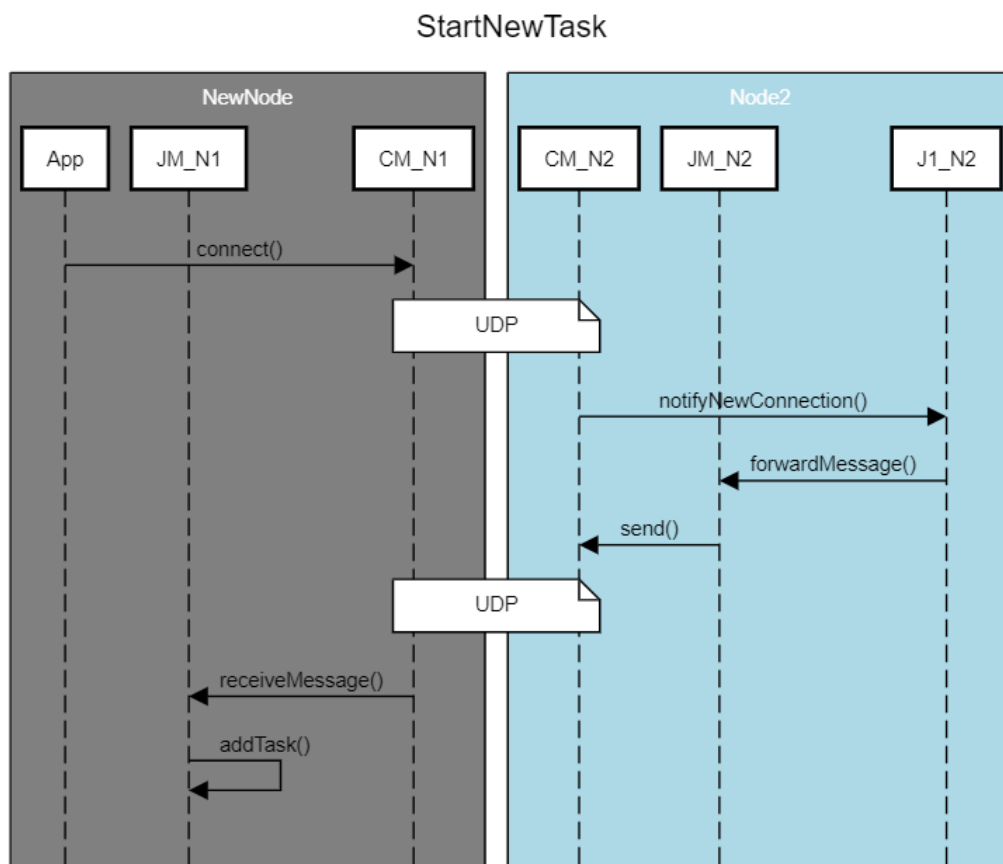 StartNewTask
NewNode
Node2
App
JM_N1
CM_N1
CM_N2
JM_N2
J1_N2
connect()
UDP
notifyNewConnection()
forwardMessage()
send()
UDP
receiveMessage()
addTask()